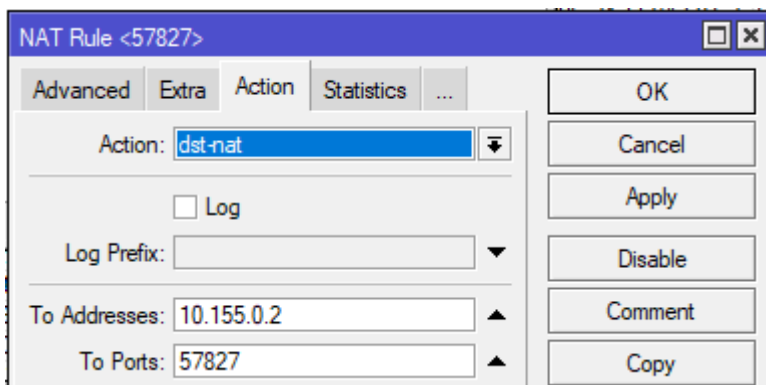 NAT Rule <57827>
Advanced Extra Action Statistics ...
OK
Action: dst-nat
Cancel
Log
Apply
Log Prefix:
Disable
To Addresses: 10.155.0.2
Comment
To Ports: 57827
Copy